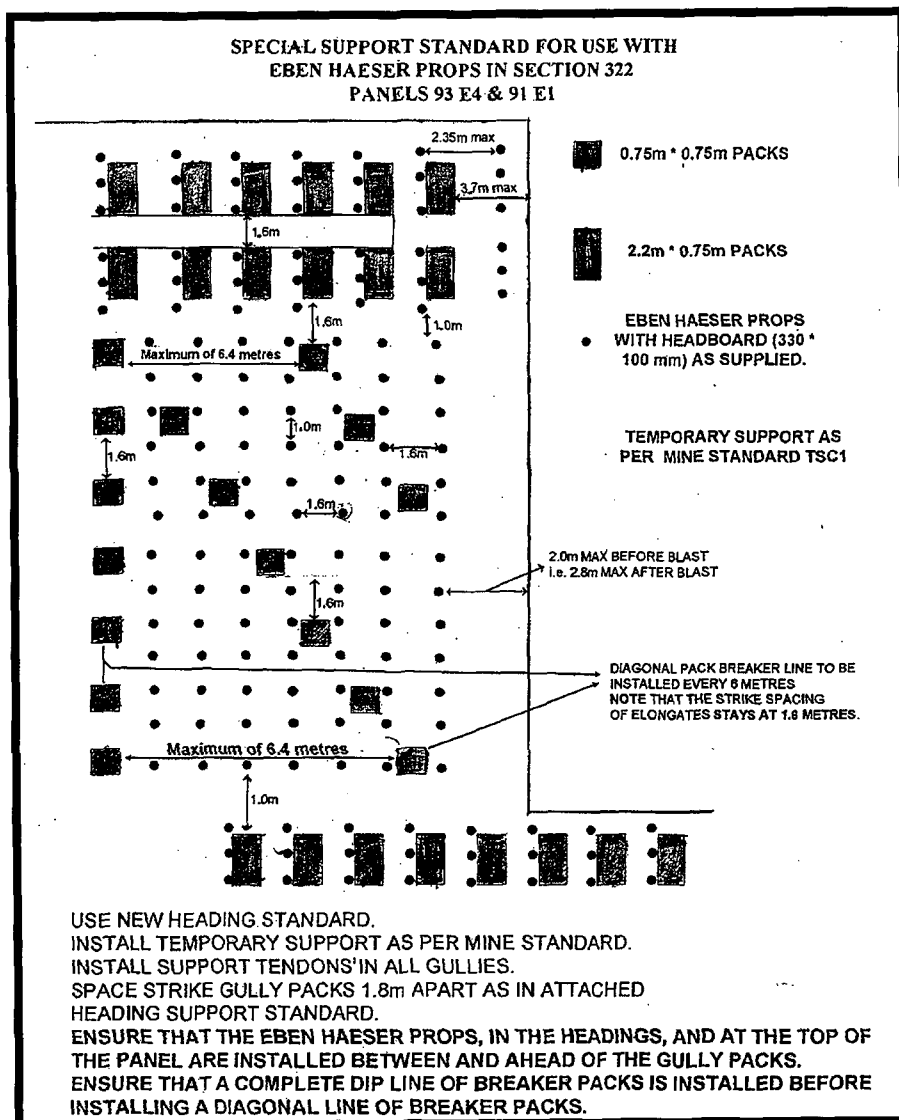 SPECIAL SUPPORT STANDARD FOR USE WITH
EBEN HAESER PROPS IN SECTION 322
PANELS 93 E4 & 91 E1
2.35m max
0.75m * 0.75m PACKS
3.7m max
1.6m
2.2m * 0.75m PACKS
1.6m
1.0m
EBEN HAESER PROPS
WITH HEADBOARD (330 *
100 mm) AS SUPPLIED.
Maximum of 6.4 metres
1.0m
1.6m
1.6m
TEMPORARY SUPPORT AS
PER MINE STANDARD TSC1
1.6m
2.0m MAX BEFORE BLAST
i.e. 2.8m MAX AFTER BLAST
1.6m
DIAGONAL PACK BREAKER LINE TO BE
INSTALLED EVERY 6 METRES
NOTE THAT THE STRIKE SPACING
OF ELONGATES STAYS AT 1.6 METRES.
Maximum of 6.4 metres
1.0m
USE NEW HEADING STANDARD.
INSTALL TEMPORARY SUPPORT AS PER MINE STANDARD.
INSTALL SUPPORT TENDONS'IN ALL GULLIES.
SPACE STRIKE GULLY PACKS 1.8m APART AS IN ATTACHED
HEADING SUPPORT STANDARD.
ENSURE THAT THE EBEN HAESER PROPS, IN THE HEADINGS, AND AT THE TOP OF
THE PANEL ARE INSTALLED BETWEEN AND AHEAD OF THE GULLY PACKS.
ENSURE THAT A COMPLETE DIP LINE OF BREAKER PACKS IS INSTALLED BEFORE
INSTALLING A DIAGONAL LINE OF BREAKER PACKS.